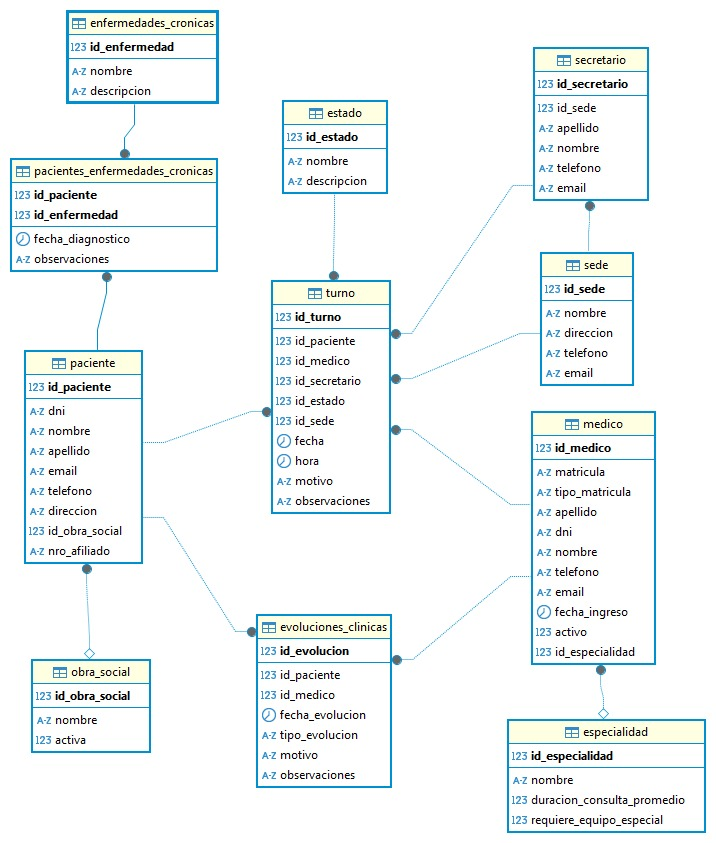 enfermedades_cronicas
123 id_enfermedad
A-Z nombre
A-Z descripcion
pacientes_enfermedades_cronicas
123 id_paciente
123 id_enfermedad
fecha_diagnostico
A-Z observaciones
paciente
123 id_paciente
A-Z dni
A-Z nombre
A-Z apellido
A-Z email
A-Z telefono
A-Z direccion
123 id_obra_social
A-Z nro_afiliado
obra_social
123 id_obra_social
A-Z nombre
123 activa
estado
123 id_estado
A-Z nombre
A-Z descripcion
turno
123 id_turno
123 id_paciente
123 id_medico
123 id_secretario
123 id_estado
123 id_sede
fecha
hora
A-Z motivo
A-Z observaciones
evoluciones_clinicas
123 id_evolucion
123 id_paciente
123 id_medico
fecha_evolucion
A-Z tipo_evolucion
A-Z motivo
A-Z observaciones
secretario
123 id_secretario
123 id_sede
A-Z apellido
A-Z nombre
A-Z telefono
A-Z email
sede
123 id_sede
A-Z nombre
A-Z direccion
A-Z telefono
A-Z email
medico
123 id_medico
A-Z matricula
A-Z tipo_matricula
A-Z apellido
A-Z dni
A-Z nombre
A-Z telefono
A-Z email
fecha_ingreso
123 activo
123 id_especialidad
especialidad
123 id_especialidad
A-Z nombre
123 duracion_consulta_promedio
123 requiere_equipo_especial